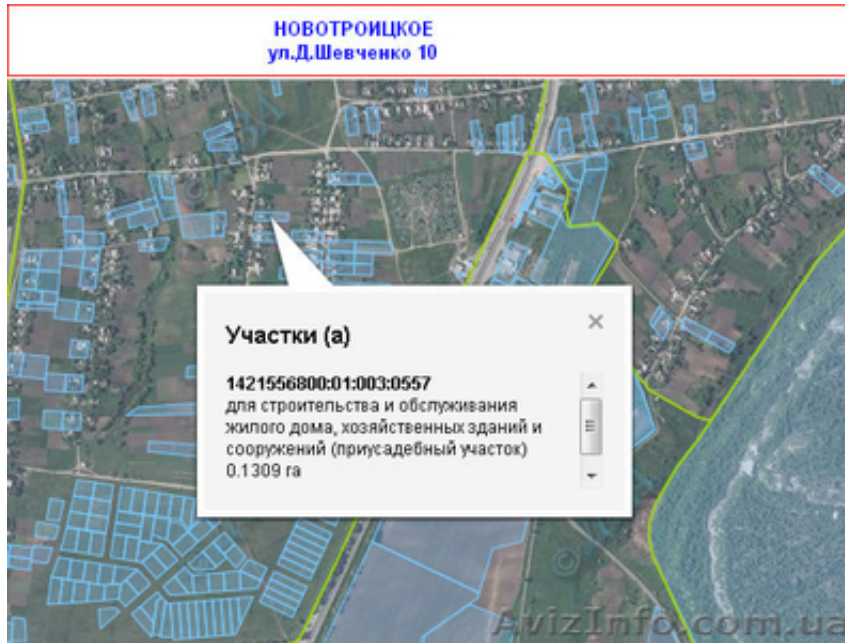 НОВОТРОИЦКОЕ
ул.Д.Шевченко 10
Участки (а)
1421556800:01:003:0557
для строительства и обслуживания
жилого дома, хозяйственных зданий и
сооружений (приусадебный участок)
0.1309 га
AvizInfo.com.ua